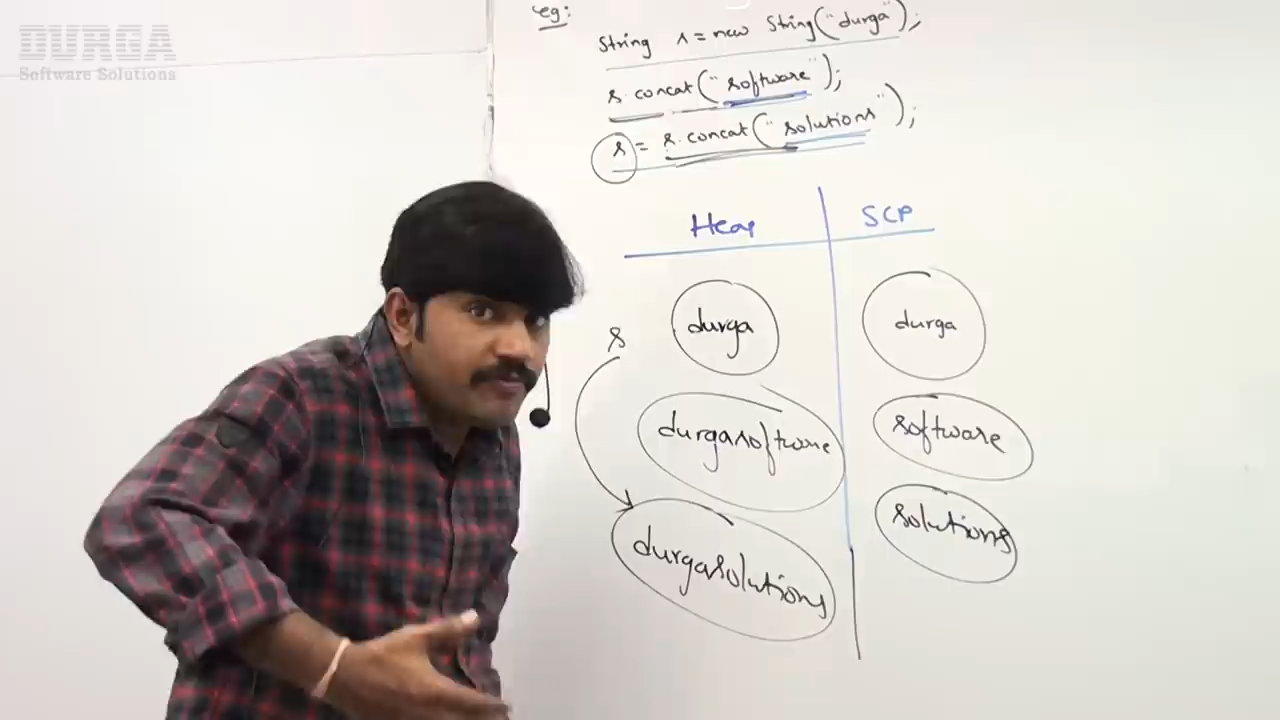 DURGA
Software Solutions
eg:
String s = new String("durga");
s.concat("software");
s = s.concat("solutions");
Heap SCP
s durga durga
durgasoftware software
durgasolutions solutions